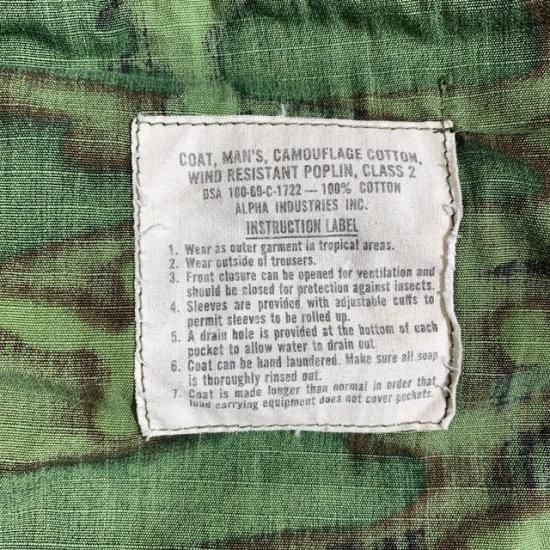 COAT, MAN'S, CAMOUFLAGE COTTON,
WIND RESISTANT POPLIN, CLASS 2
DSA 100-69-C-1722 — 100% COTTON
ALPHA INDUSTRIES INC.
INSTRUCTION LABEL
1. Wear as outer garment in tropical areas.
2. Wear outside of trousers.
3. Front closure can be opened for ventilation and
should be closed for protection against insects.
4. Sleeves are provided with adjustable cuffs to
permit sleeves to be rolled up.
5. A drain hole is provided at the bottom of each
pocket to allow water to drain out.
6. Coat can be hand laundered. Make sure all soap
is thoroughly rinsed out.
7. Coat is made longer than normal in order that
load carrying equipment does not cover pockets.